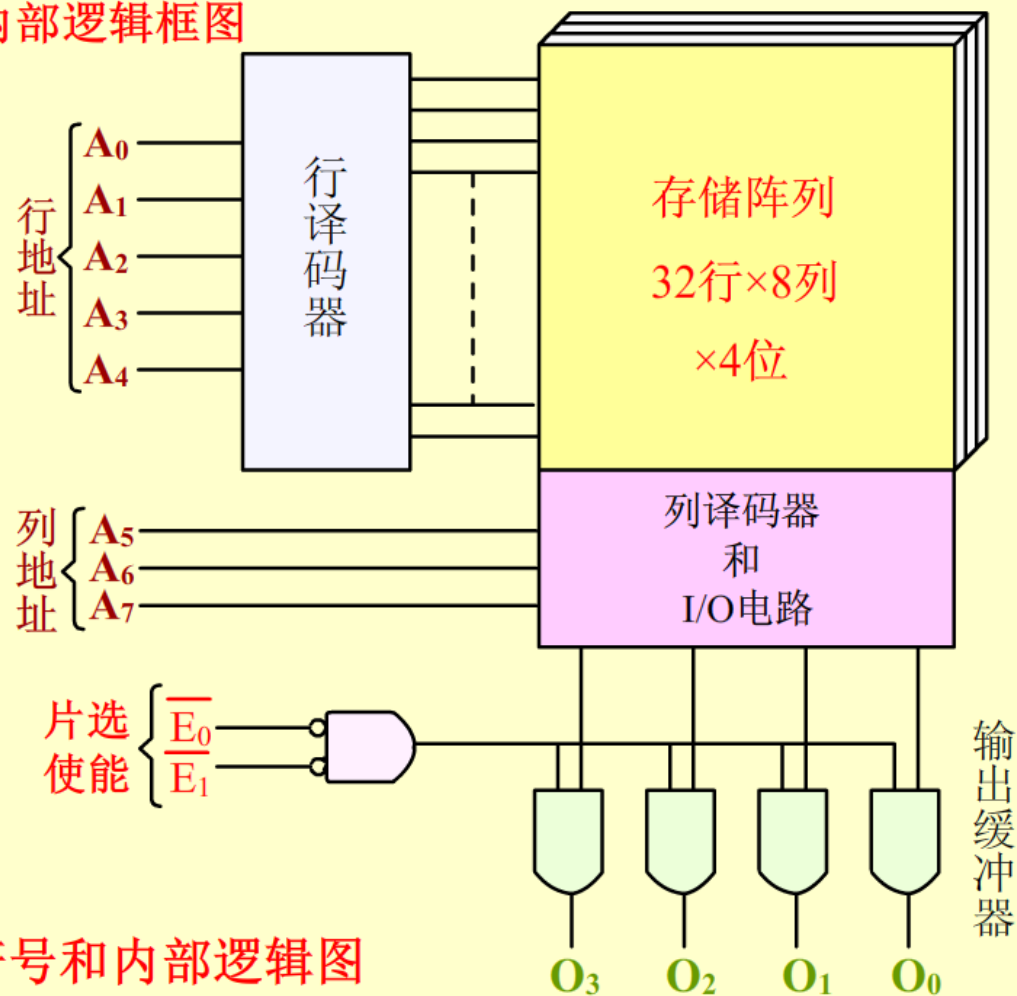 内部逻辑框图
行地址
A₀
A₁
A₂
A₃
A₄
行译码器
存储阵列
32行×8列
×4位
列地址
A₅
A₆
A₇
列译码器
和
I/O电路
片选
使能
E̅₀
E̅₁
输出缓冲器
O₃
O₂
O₁
O₀
号和内部逻辑图